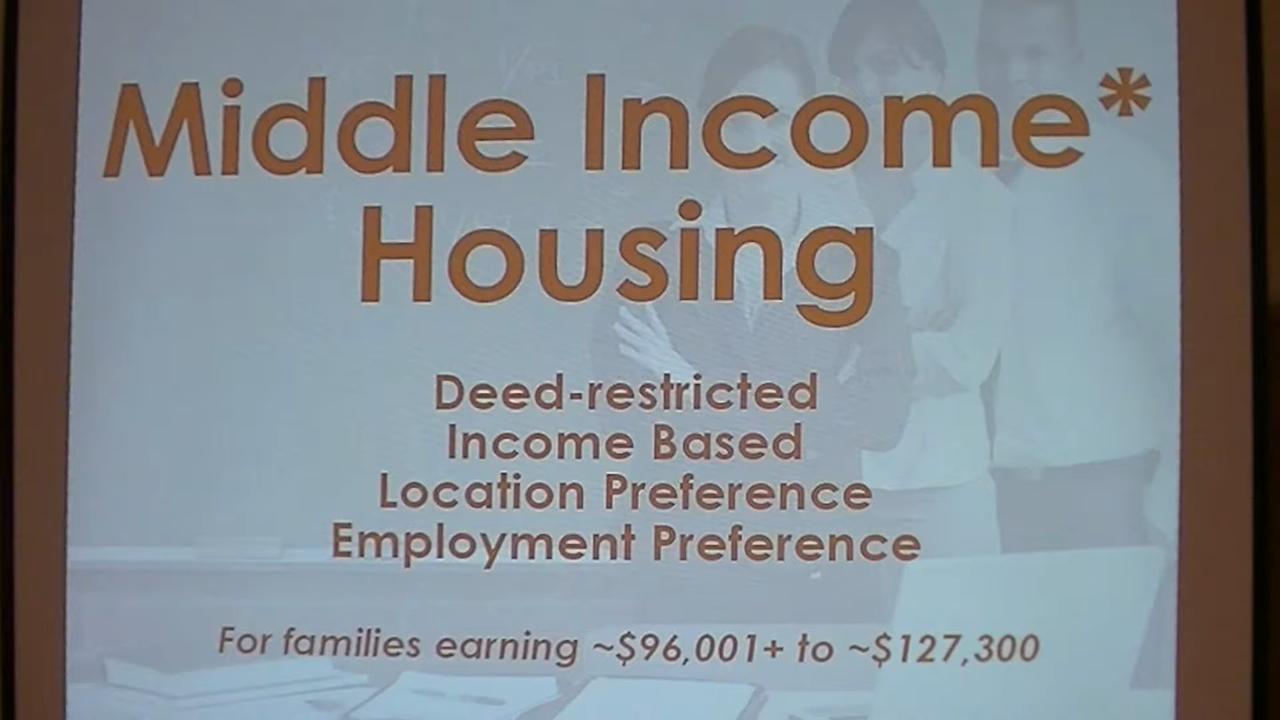 Middle Income*
Housing
Deed-restricted
Income Based
Location Preference
Employment Preference
For families earning ~$96,001+ to ~$127,300